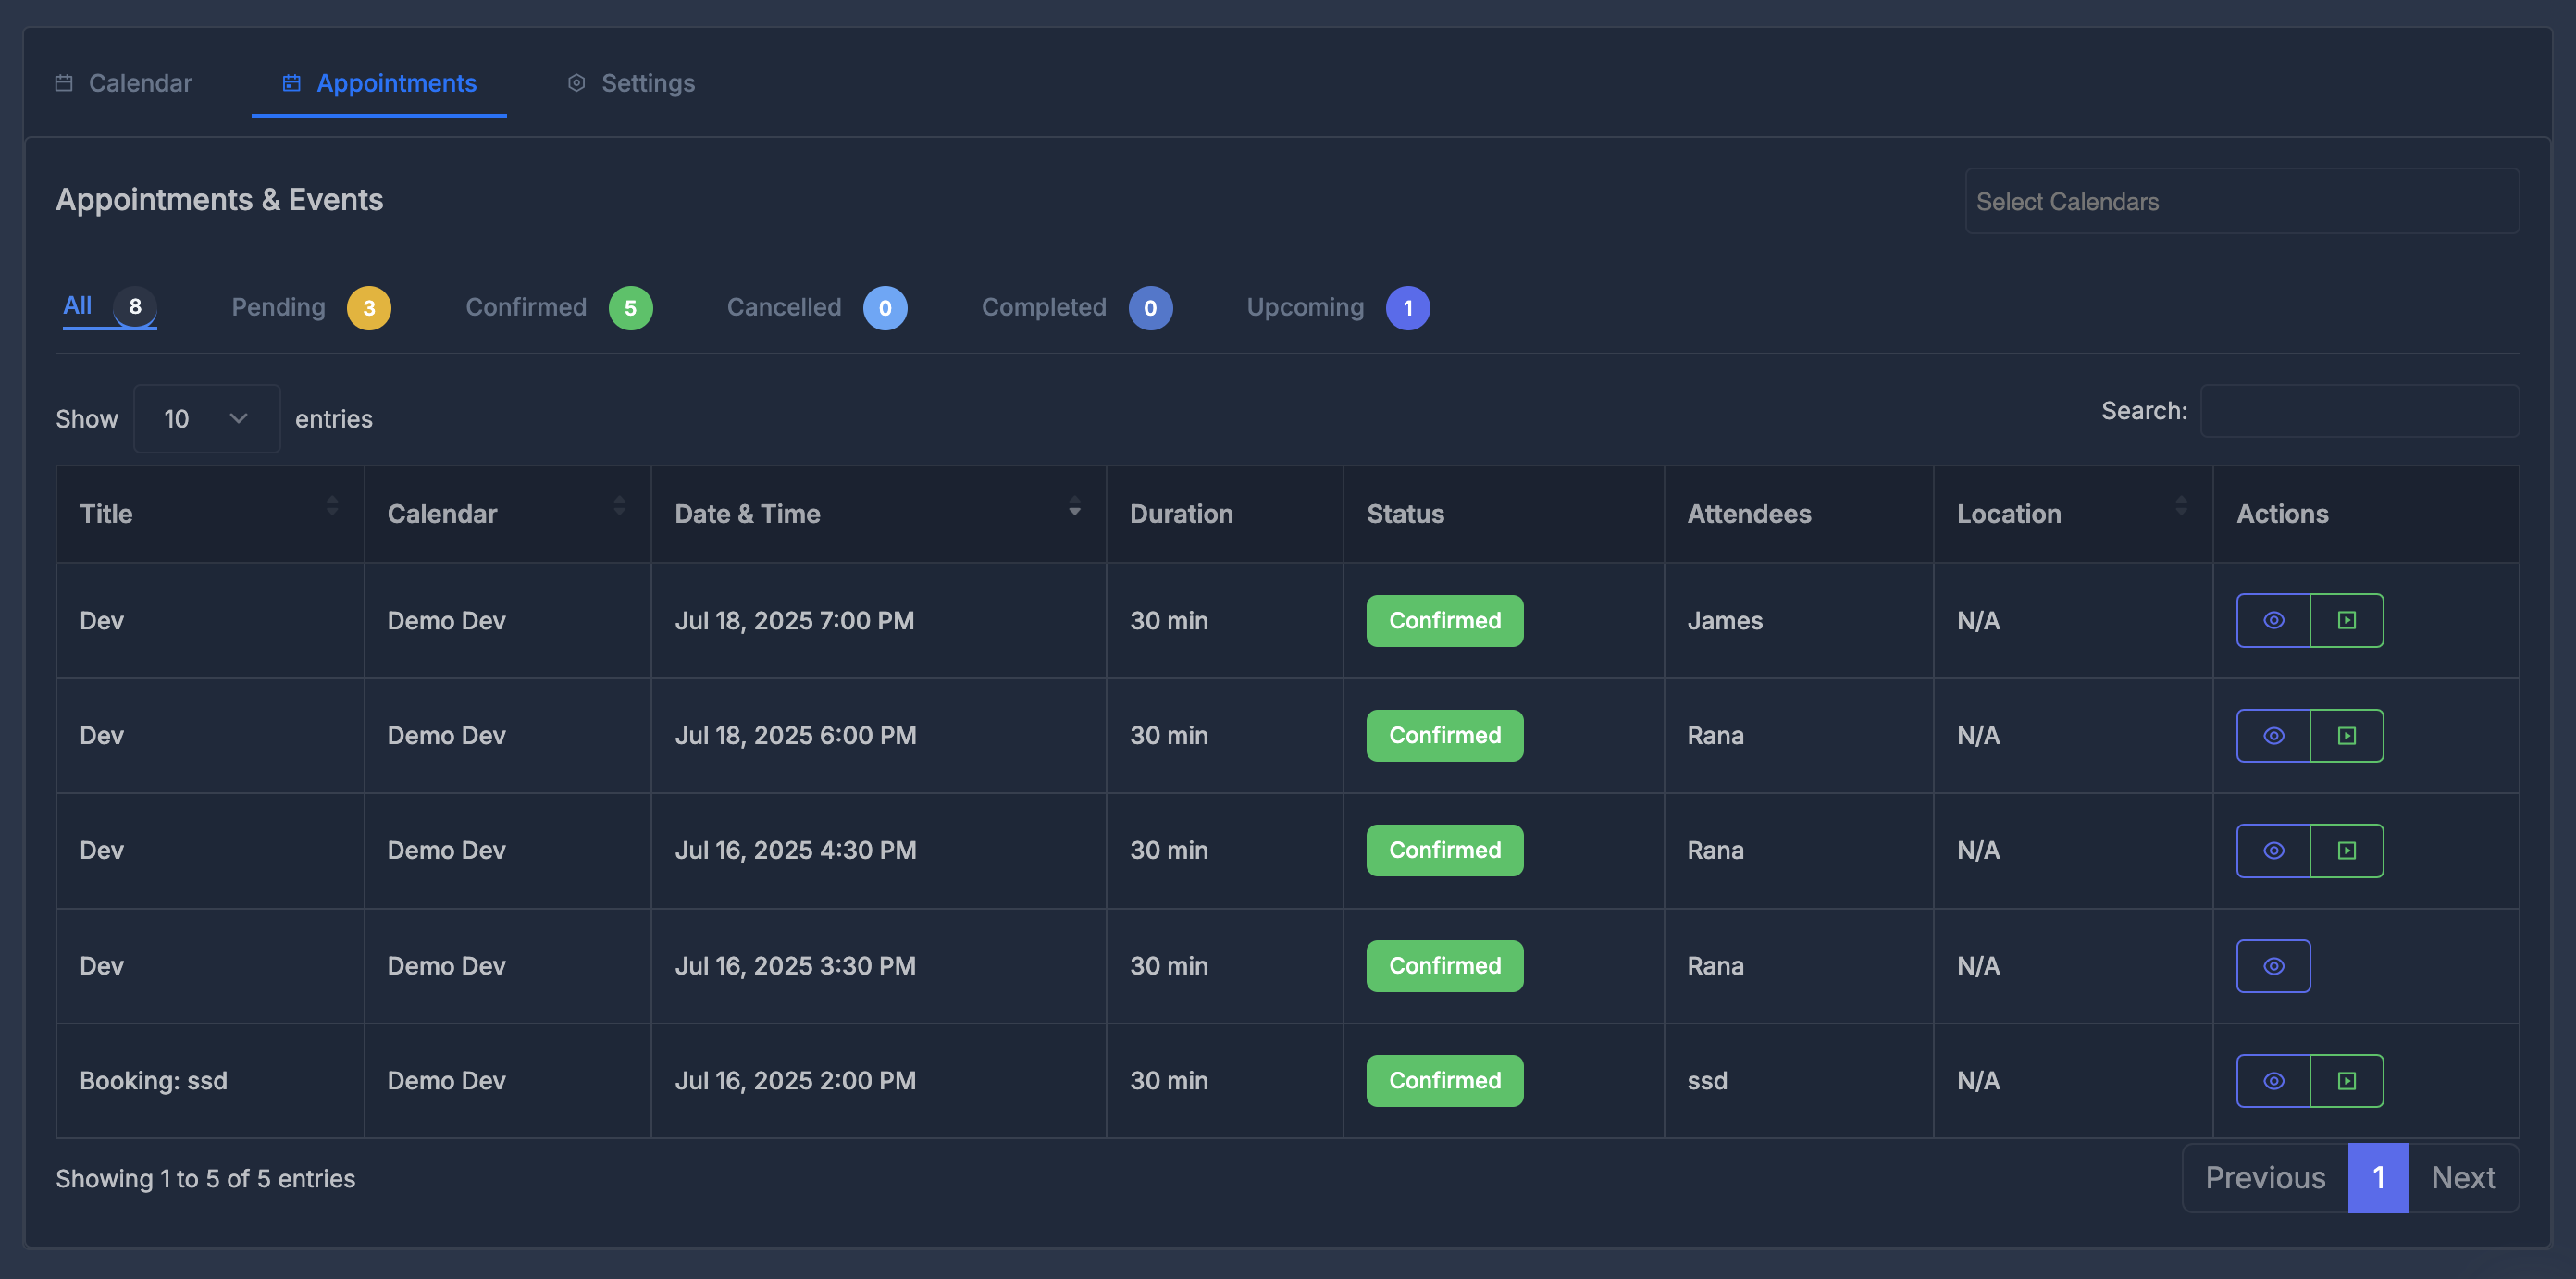 Calendar Appointments Settings
Appointments & Events Select Calendars
All 8 Pending 3 Confirmed 5 Cancelled 0 Completed 0 Upcoming 1
Show 10 entries Search:
Title Calendar Date & Time Duration Status Attendees Location Actions
Dev Demo Dev Jul 18, 2025 7:00 PM 30 min Confirmed James N/A
Dev Demo Dev Jul 18, 2025 6:00 PM 30 min Confirmed Rana N/A
Dev Demo Dev Jul 16, 2025 4:30 PM 30 min Confirmed Rana N/A
Dev Demo Dev Jul 16, 2025 3:30 PM 30 min Confirmed Rana N/A
Booking: ssd Demo Dev Jul 16, 2025 2:00 PM 30 min Confirmed ssd N/A
Showing 1 to 5 of 5 entries Previous 1 Next